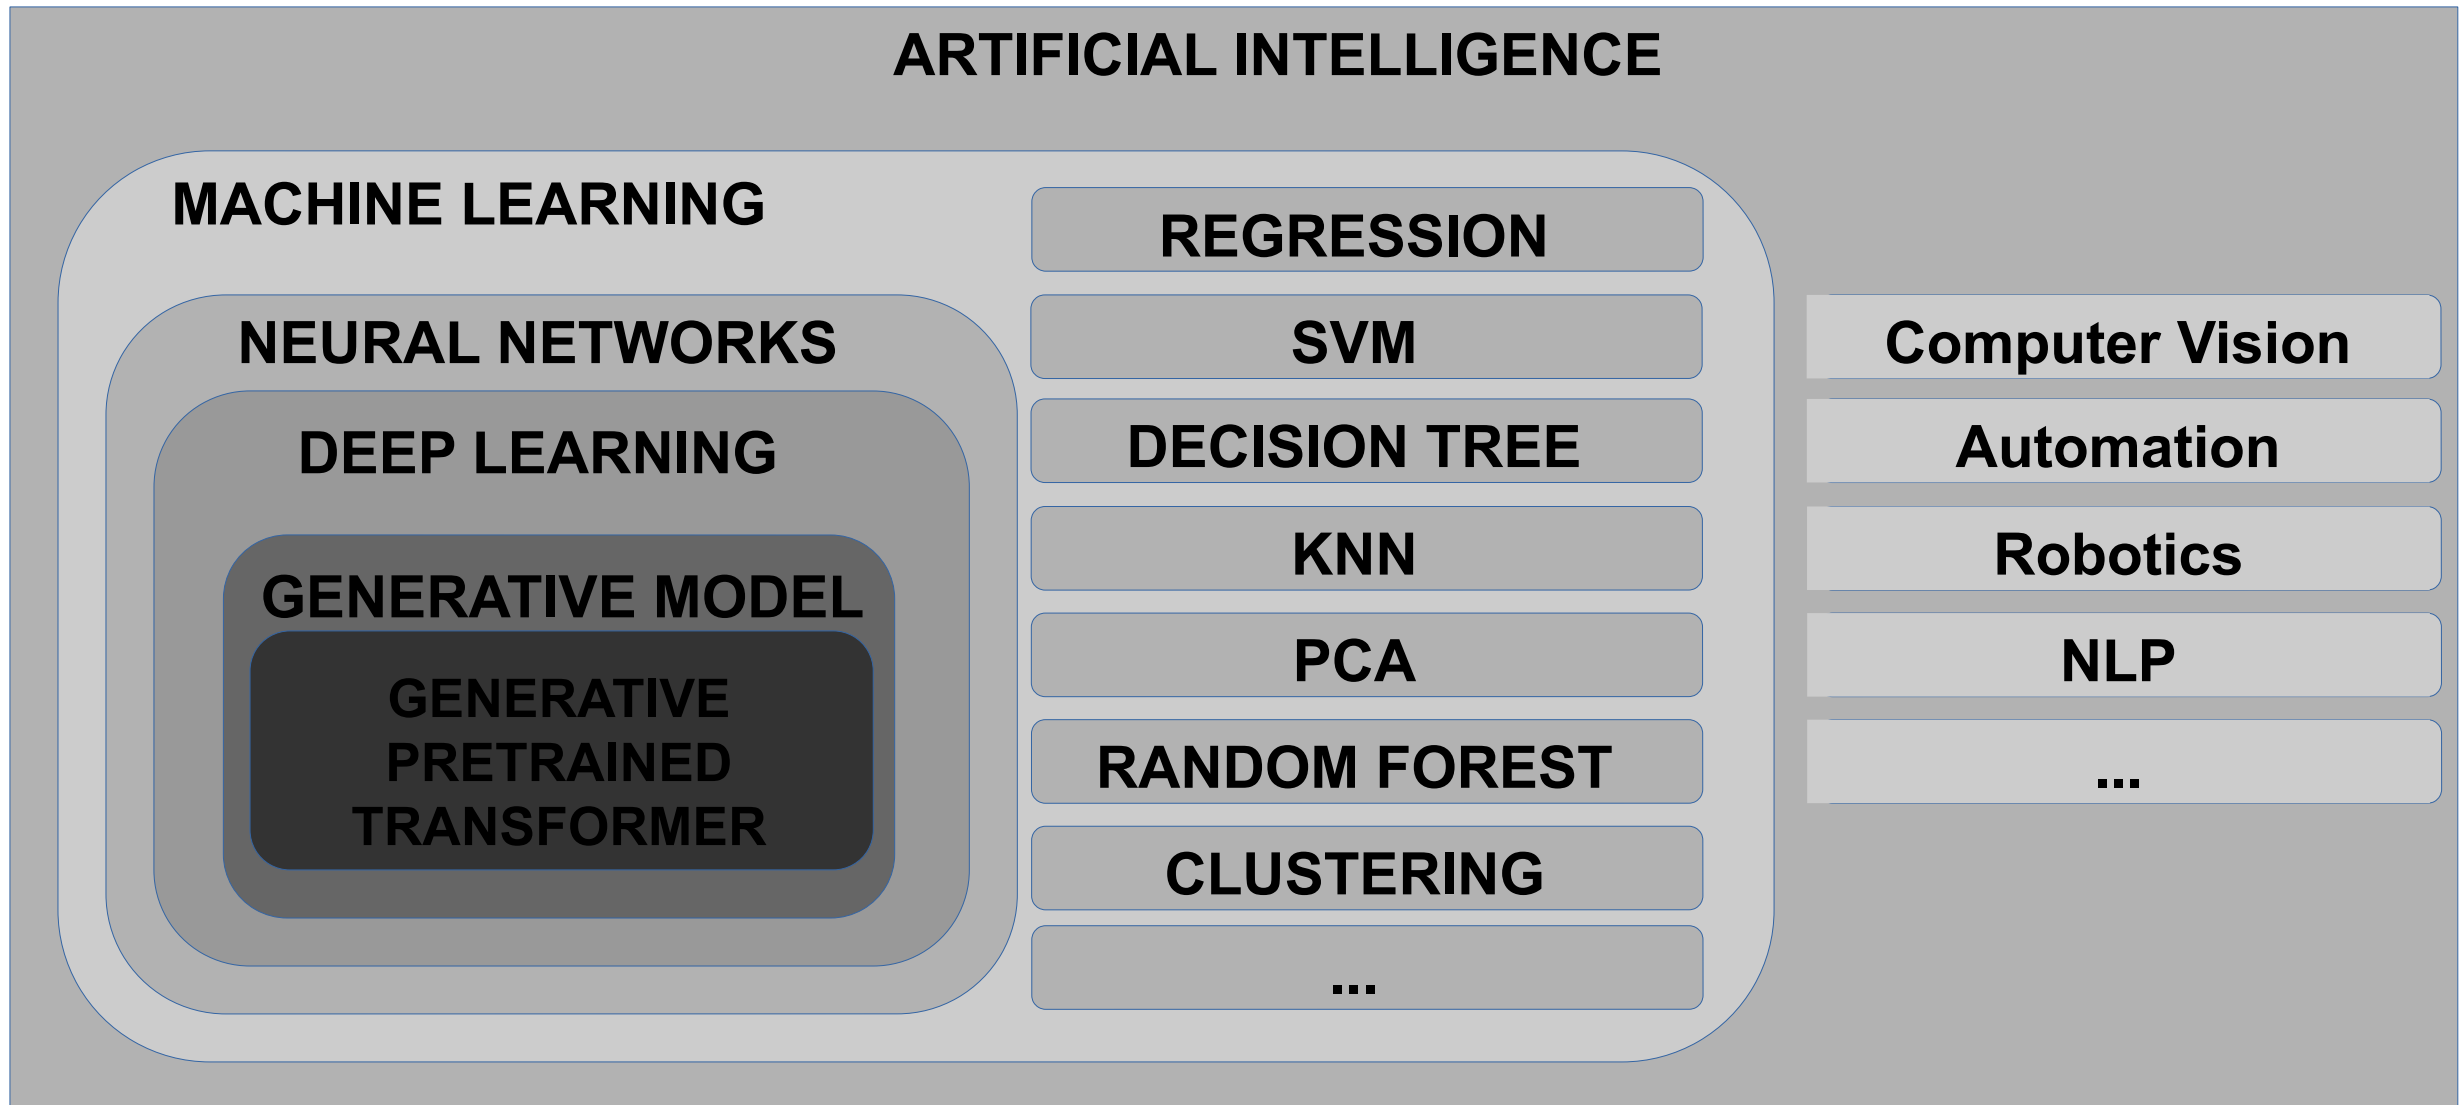 ARTIFICIAL INTELLIGENCE
MACHINE LEARNING
NEURAL NETWORKS
DEEP LEARNING
GENERATIVE MODEL
GENERATIVE
PRETRAINED
TRANSFORMER
REGRESSION
SVM
DECISION TREE
KNN
PCA
RANDOM FOREST
CLUSTERING
...
Computer Vision
Automation
Robotics
NLP
...